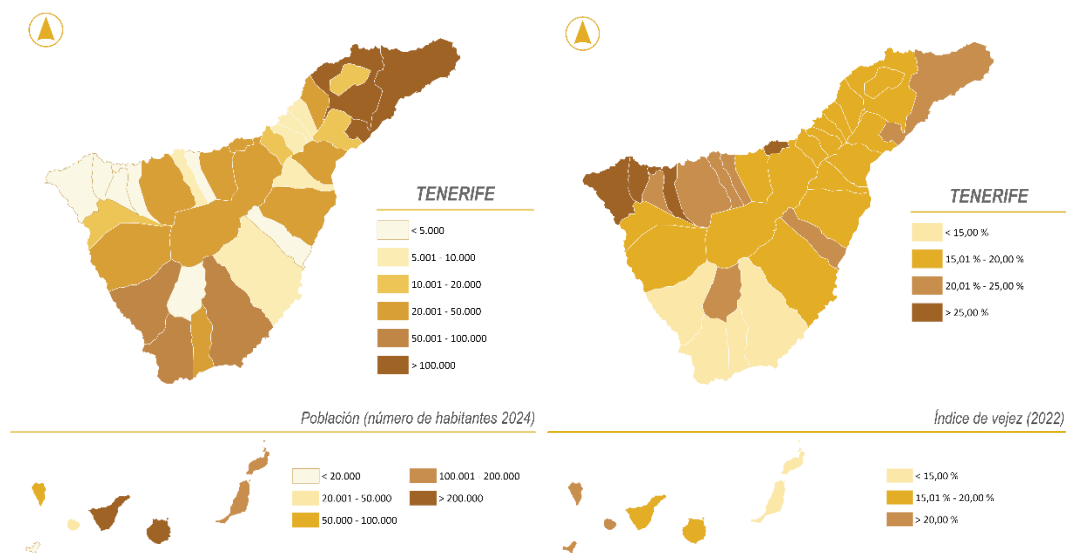 TENERIFE
< 5.000
5.001 - 10.000
10.001 - 20.000
20.001 - 50.000
50.001 - 100.000
> 100.000
Población (número de habitantes 2024)
< 20.000
20.001 - 50.000
50.000 - 100.000
100.001 - 200.000
> 200.000
TENERIFE
< 15,00 %
15,01 % - 20,00 %
20,01 % - 25,00 %
> 25,00 %
Índice de vejez (2022)
< 15,00 %
15,01 % - 20,00 %
> 20,00 %